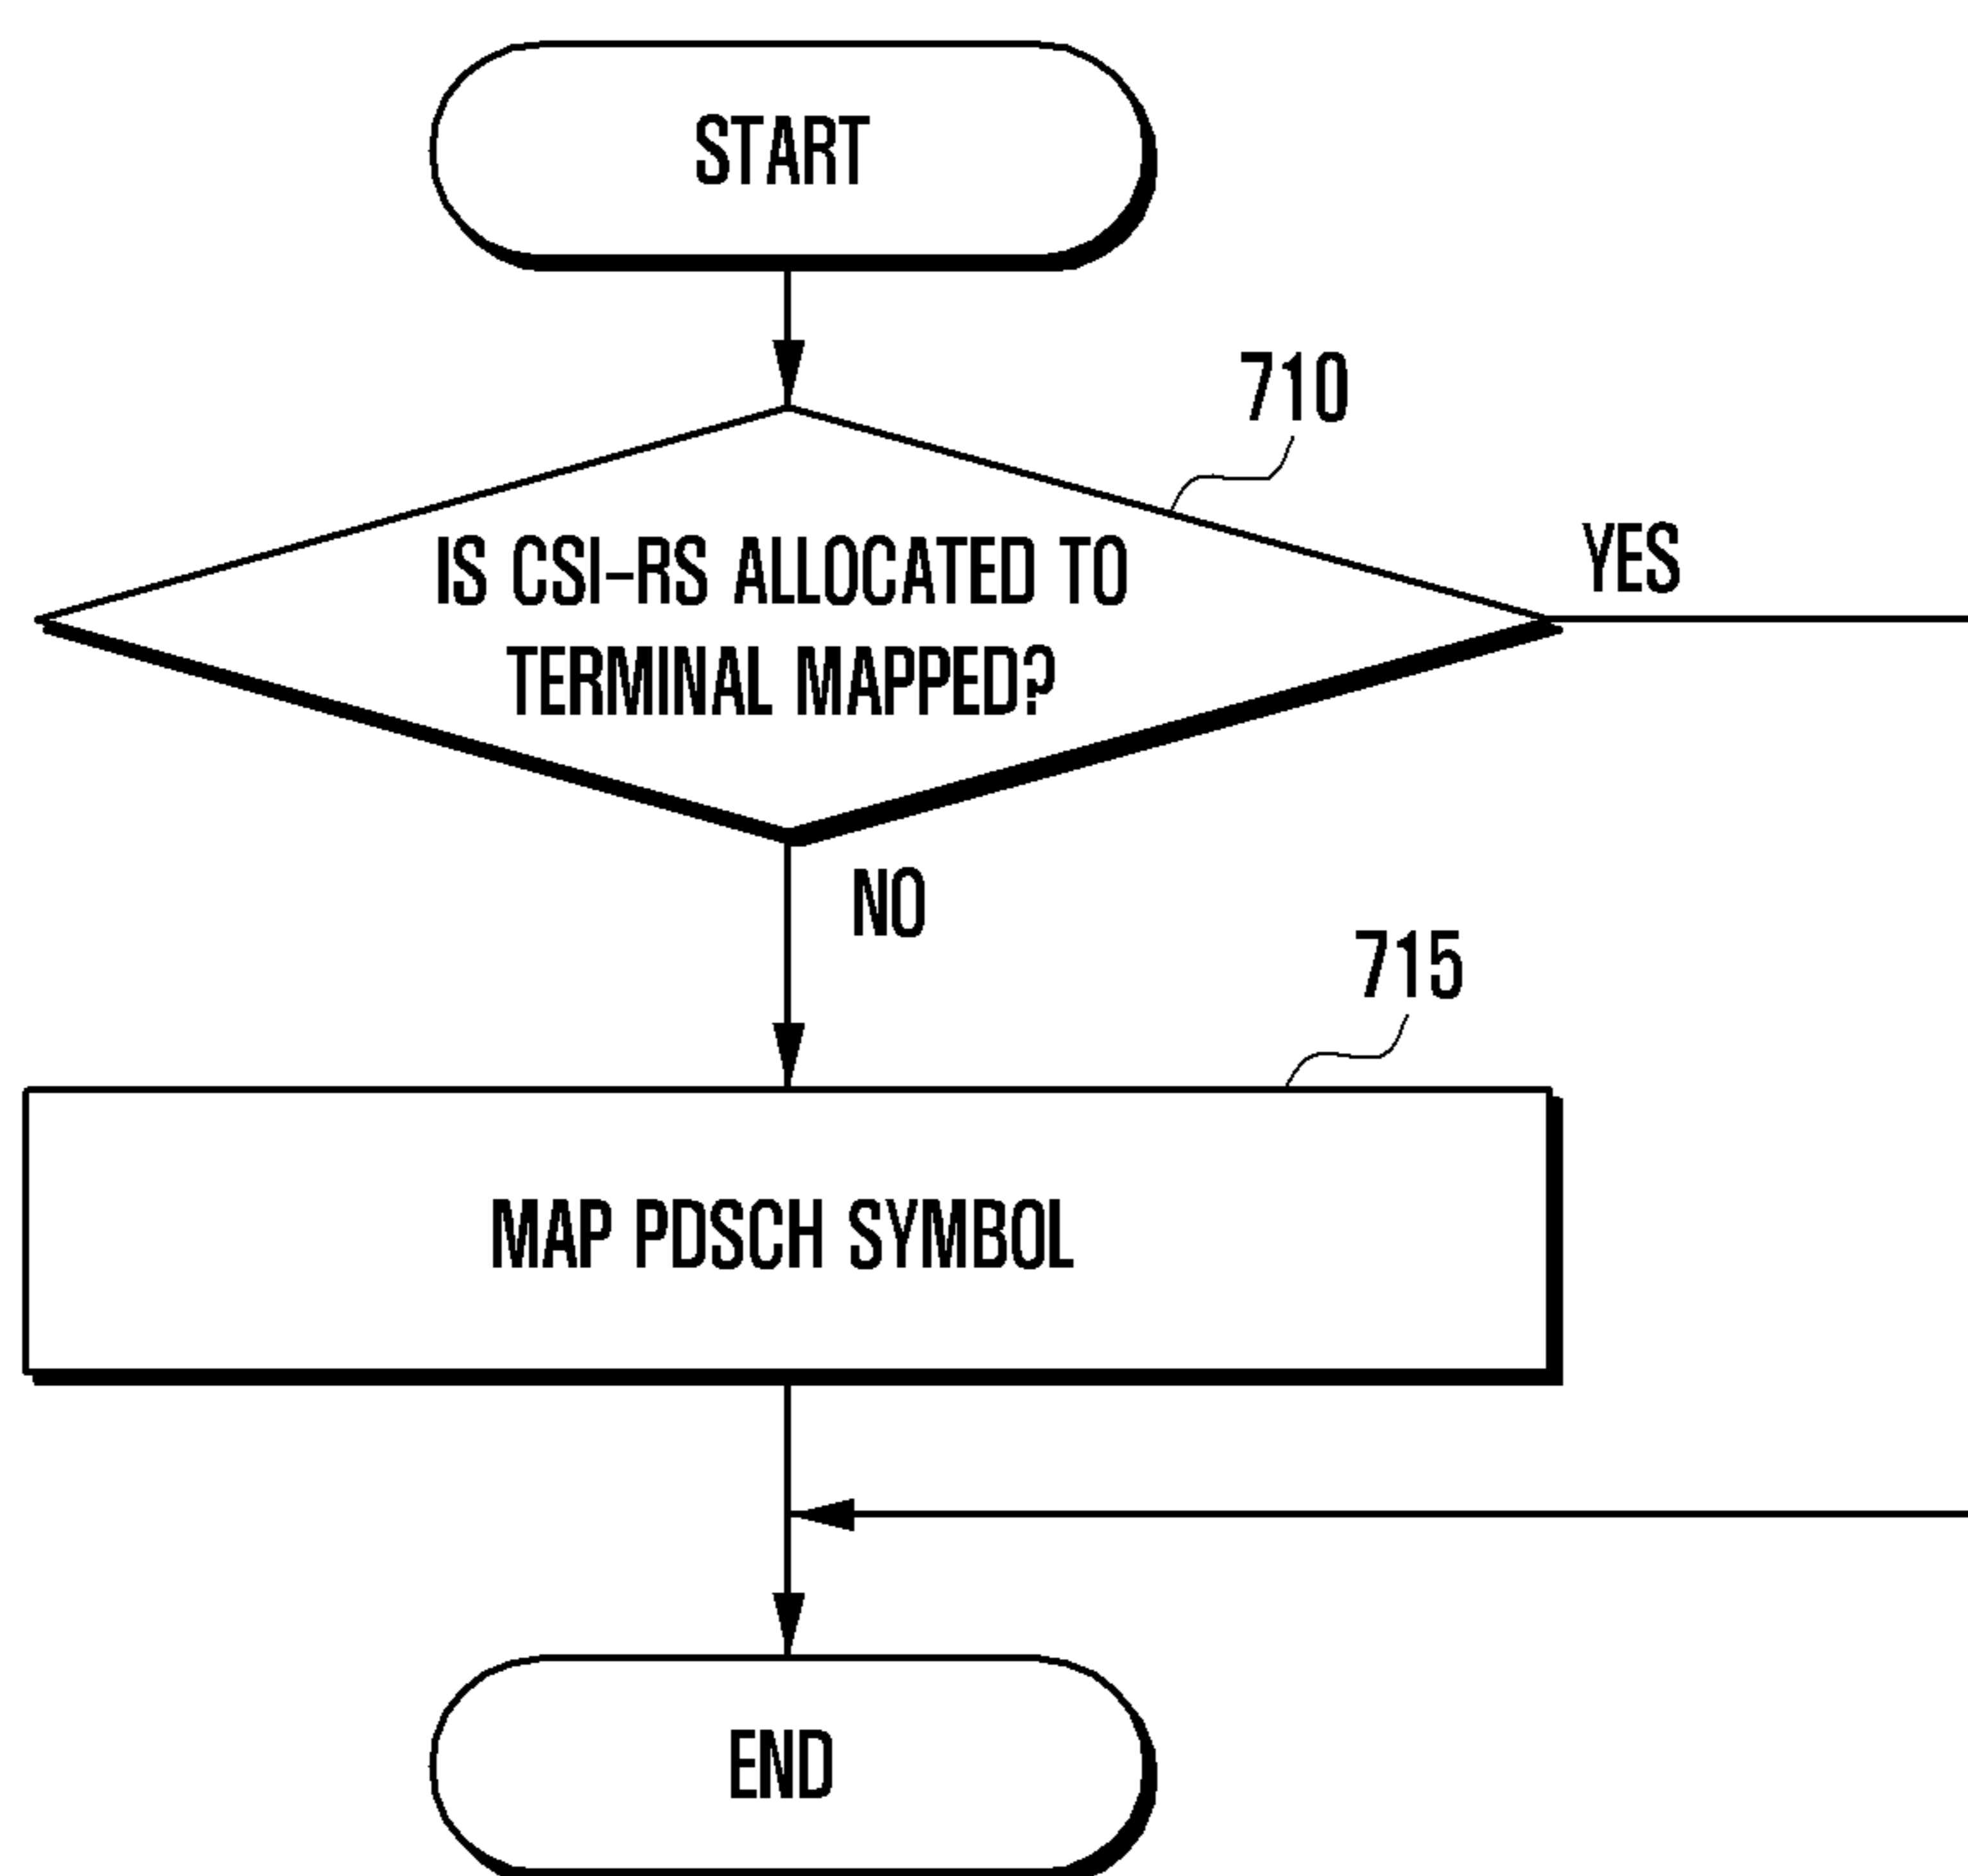 START
710
IS CSI-RS ALLOCATED TO
TERMINAL MAPPED?
YES
NO
715
MAP PDSCH SYMBOL
END